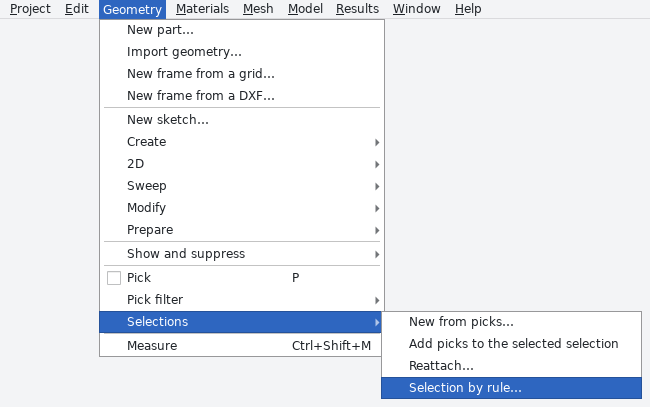 Project Edit Geometry Materials Mesh Model Results Window Help
New part...
Import geometry...
New frame from a grid...
New frame from a DXF...
New sketch...
Create
2D
Sweep
Modify
Prepare
Show and suppress
Pick P
Pick filter
Selections
Measure Ctrl+Shift+M
New from picks...
Add picks to the selected selection
Reattach...
Selection by rule...